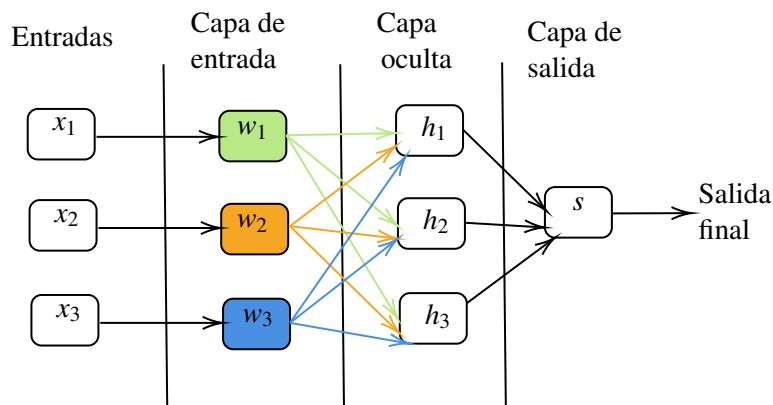 Entradas
Capa de
entrada
Capa
oculta
Capa de
salida
x₁
w₁
h₁
x₂
w₂
h₂
s
Salida
final
x₃
w₃
h₃